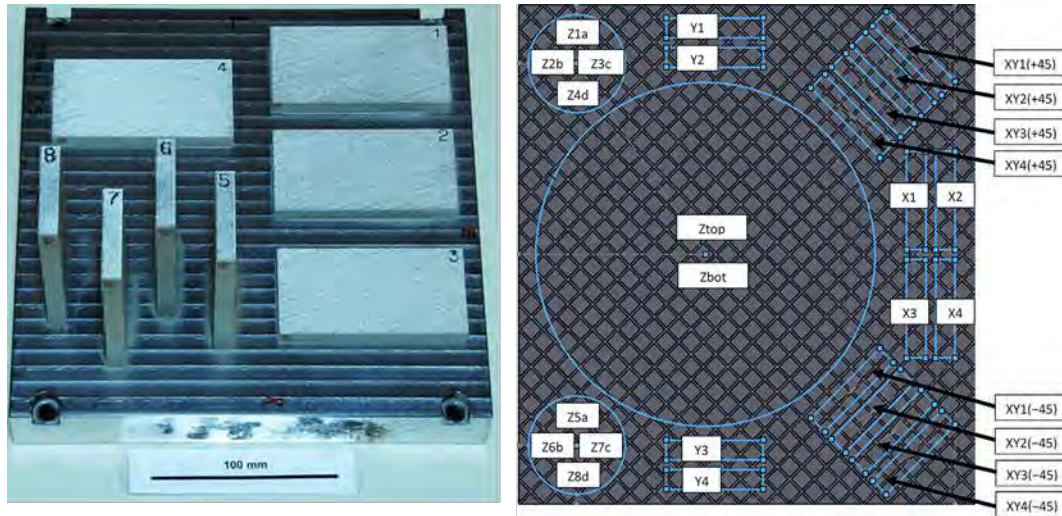 1
4
2
8
6
7
5
3
100 mm
Z1a
Z2b
Z3c
Z4d
Y1
Y2
XY1(+45)
XY2(+45)
XY3(+45)
XY4(+45)
X1
X2
Ztop
Zbot
X3
X4
Z5a
Z6b
Z7c
Z8d
Y3
Y4
XY1(−45)
XY2(−45)
XY3(−45)
XY4(−45)